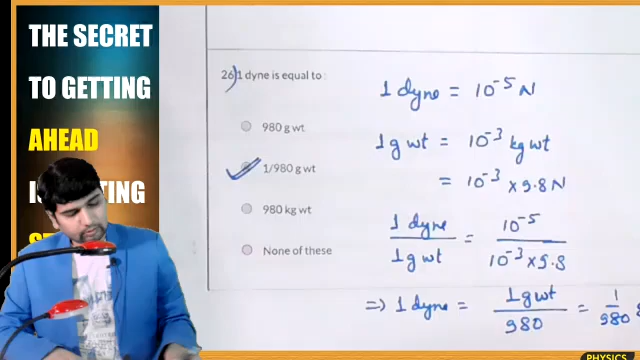 THE SECRET
TO GETTING
AHEAD
26) 1 dyne is equal to
980 g wt
1/980 g wt
980 kg wt
None of these
1 dyne = 10⁻⁵ N
1 g wt = 10⁻³ kg wt
= 10⁻³ × 9.8 N
1 dyne / 1 g wt = 10⁻⁵ / 10⁻³ × 9.8
⇒ 1 dyne = 1 g wt / 980 = 1 / 980 g
PHYSICS